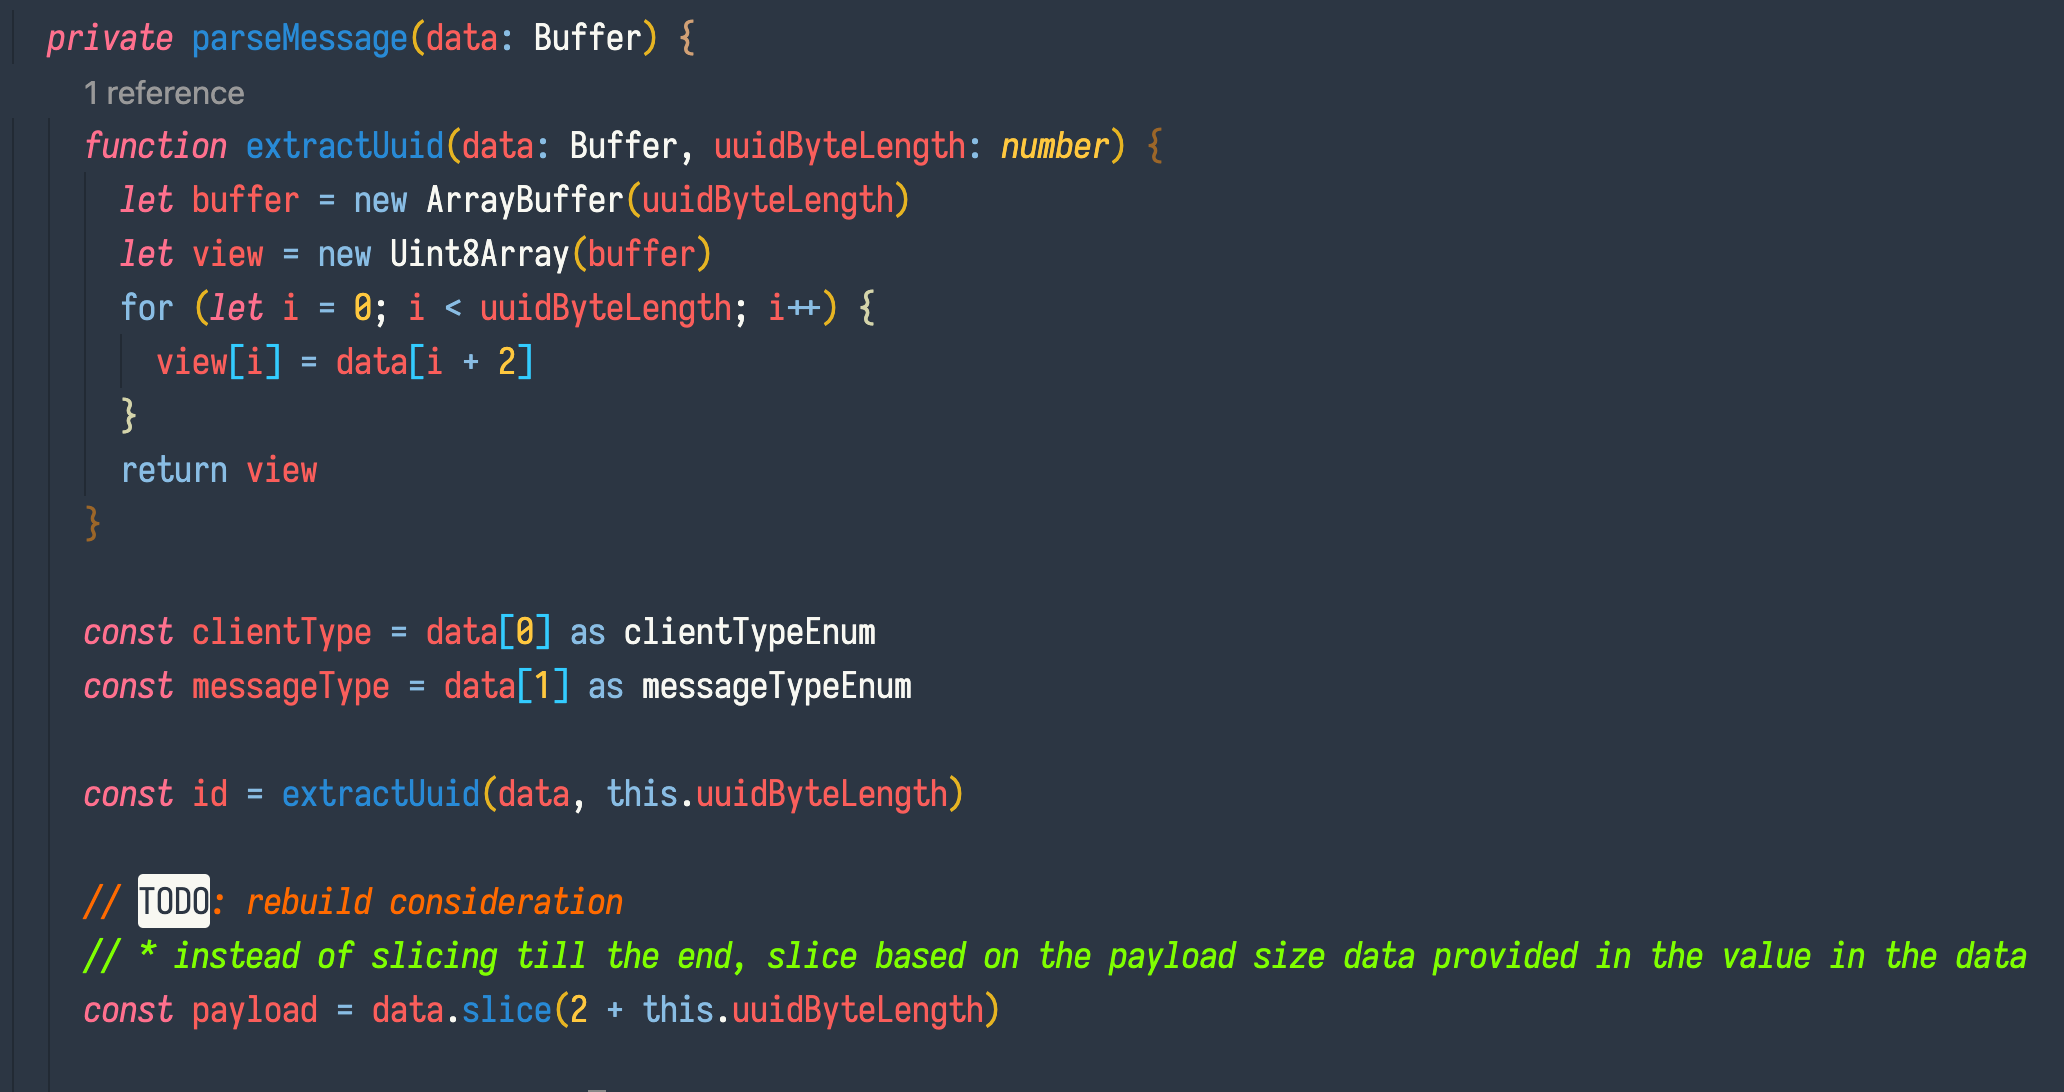 private parseMessage(data: Buffer) {
1 reference
function extractUuid(data: Buffer, uuidByteLength: number) {
let buffer = new ArrayBuffer(uuidByteLength)
let view = new Uint8Array(buffer)
for (let i = 0; i < uuidByteLength; i++) {
view[i] = data[i + 2]
}
return view
}
const clientType = data[0] as clientTypeEnum
const messageType = data[1] as messageTypeEnum
const id = extractUuid(data, this.uuidByteLength)
// TODO: rebuild consideration
// * instead of slicing till the end, slice based on the payload size data provided in the value in the data
const payload = data.slice(2 + this.uuidByteLength)